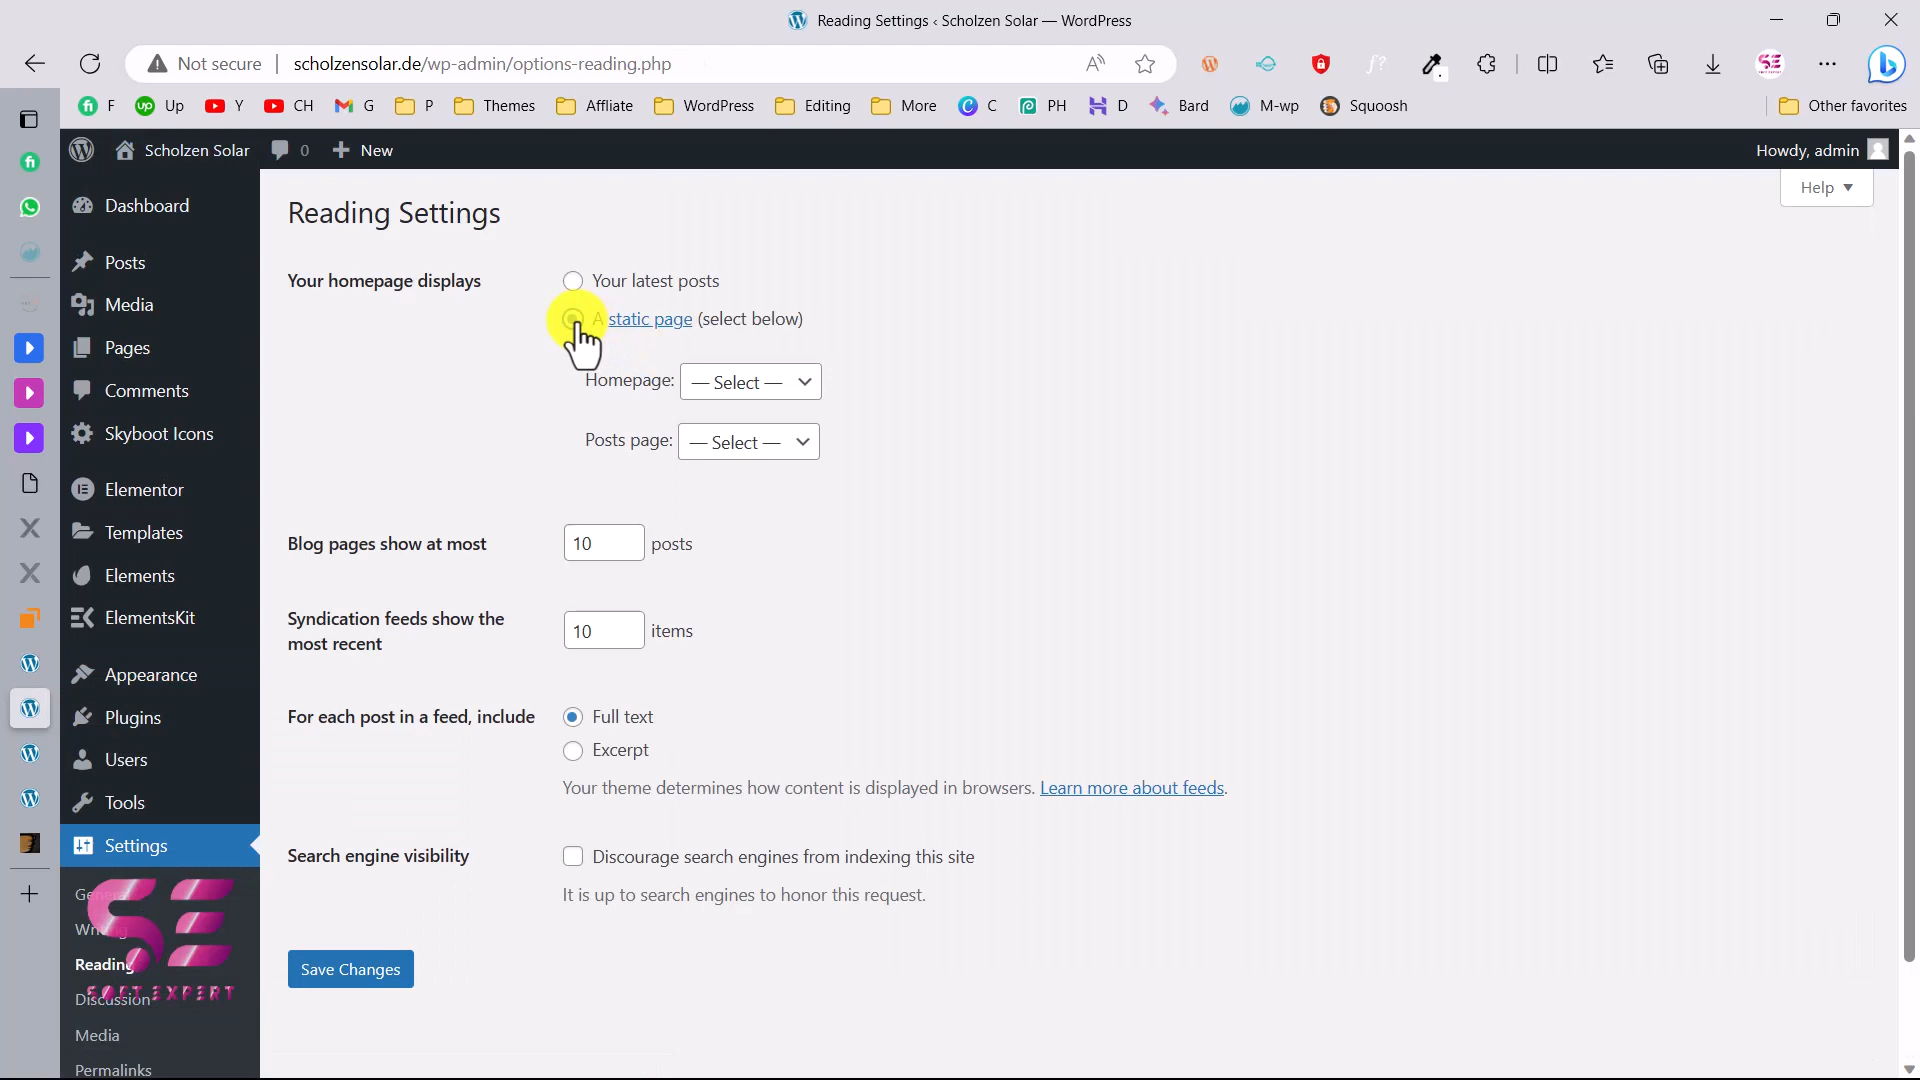 Reading Settings ‹ Scholzen Solar — WordPress
Not secure | scholzensolar.de/wp-admin/options-reading.php
F Up Y CH G P Themes Affliate WordPress Editing More C PH D Bard M-wp Squoosh Other favorites
Scholzen Solar 0 + New Howdy, admin
Help
Dashboard
Posts
Media
Pages
Comments
Skyboot Icons
Elementor
Templates
Elements
ElementsKit
Appearance
Plugins
Users
Tools
Settings
Reading
Discussion
Media
Permalinks
SE
SOFT EXPERT
Reading Settings
Your homepage displays
Your latest posts
A static page (select below)
Homepage: — Select —
Posts page: — Select —
Blog pages show at most 10 posts
Syndication feeds show the
most recent
10 items
For each post in a feed, include
Full text
Excerpt
Your theme determines how content is displayed in browsers. Learn more about feeds.
Search engine visibility
Discourage search engines from indexing this site
It is up to search engines to honor this request.
Save Changes